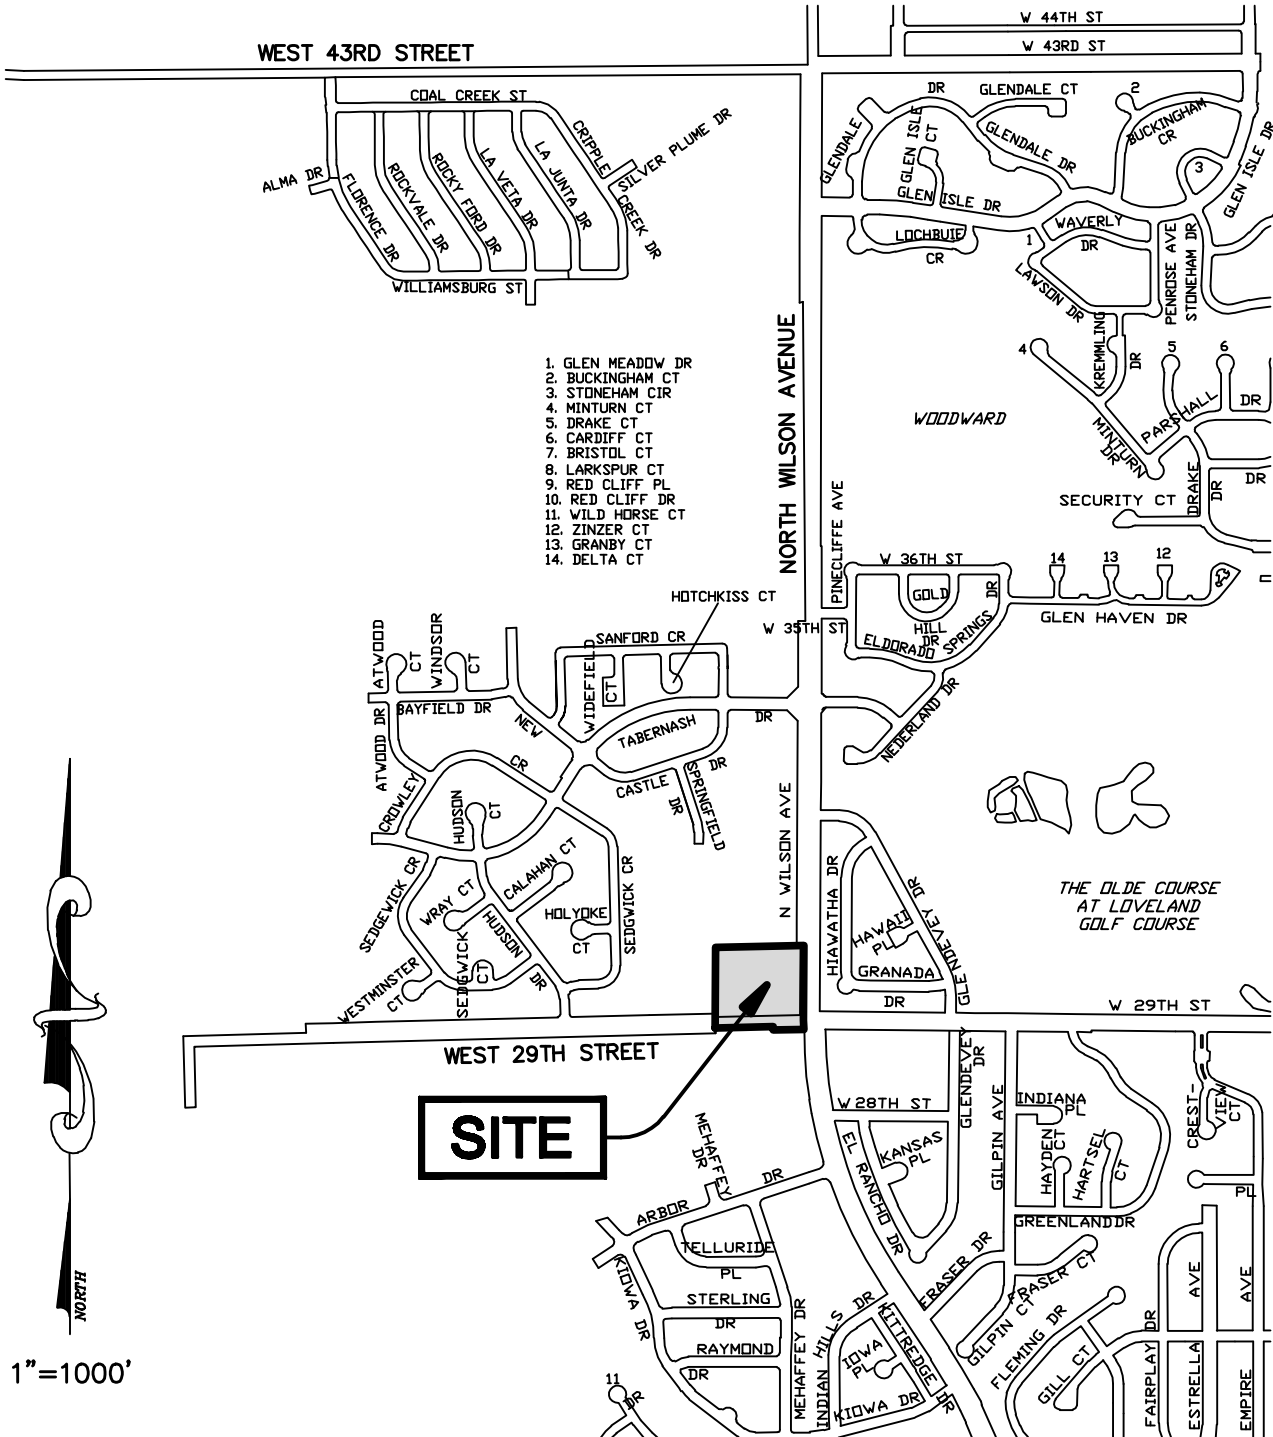 W 44TH ST
WEST 43RD STREET
W 43RD ST
COAL CREEK ST
CRIPPLE
CREEK DR
SILVER PLUME DR
ALMA DR
FLORENCE DR
ROCKVALE DR
ROCKY FORD DR
LA VETA DR
LA JUNTA DR
WILLIAMSBURG ST
GLENDALE
DR
GLENDALE CT
2
GLEN ISLE
CT
GLENDALE DR
BUCKINGHAM
CR
3
GLEN ISLE DR
GLEN ISLE DR
LOCHBUIE
CR
WAVERLY
DR
1
LAWSON DR
PENROSE AVE
STONEHAM DR
KREMMLING
DR
4
5
6
PARSHALL
DR
MINTURN
DR
DRAKE
DR
DR
SECURITY CT
WOODWARD
NORTH WILSON AVENUE
1. GLEN MEADOW DR
2. BUCKINGHAM CT
3. STONEHAM CIR
4. MINTURN CT
5. DRAKE CT
6. CARDIFF CT
7. BRISTOL CT
8. LARKSPUR CT
9. RED CLIFF PL
10. RED CLIFF DR
11. WILD HORSE CT
12. ZINZER CT
13. GRANBY CT
14. DELTA CT
PINECLIFFE AVE
W 36TH ST
14
13
12
GOLD
HILL
DR
DR
ELDORADO
SPRINGS
GLEN HAVEN DR
W 35TH ST
NEDERLAND DR
HOTCHKISS CT
SANFORD CR
WIDEFIELD
CT
ATWOOD
CT
WINDSOR
CT
BAYFIELD DR
ATWOOD DR
NEW
CASTLE
DR
TABERNASH
DR
SPRINGFIELD
DR
CROWLEY
CR
HUDSON
CT
CALAHAN CT
WRAY CT
HUDSON
DR
HOLYOKE
CT
SEDGWICK CR
SEDGEWICK CR
SEDGWICK
CT
WESTMINSTER
CT
N WILSON AVE
HIAWATHA DR
HAWAII
PL
GLENDEVEY DR
GRANADA
DR
THE OLDE COURSE
AT LOVELAND
GOLF COURSE
W 29TH ST
WEST 29TH STREET
SITE
MEHAFFEY
DR
ARBOR
DR
TELLURIDE
PL
STERLING
DR
RAYMOND
DR
KIOWA DR
MEHAFFEY DR
INDIAN HILLS DR
IOWA
PL
KITTREDGE DR
KIOWA DR
11
DR
W 28TH ST
EL RANCHO DR
KANSAS
PL
GLENDEVEY
DR
GILPIN AVE
INDIANA
PL
HAYDEN
CT
HARTSEL
CT
GREENLAND DR
CREST-
VIEW
CT
PL
FRASER DR
FRASER CT
GILPIN CT
FLEMING DR
GILL CT
FAIRPLAY DR
ESTRELLA AVE
EMPIRE AVE
NORTH
1"=1000'